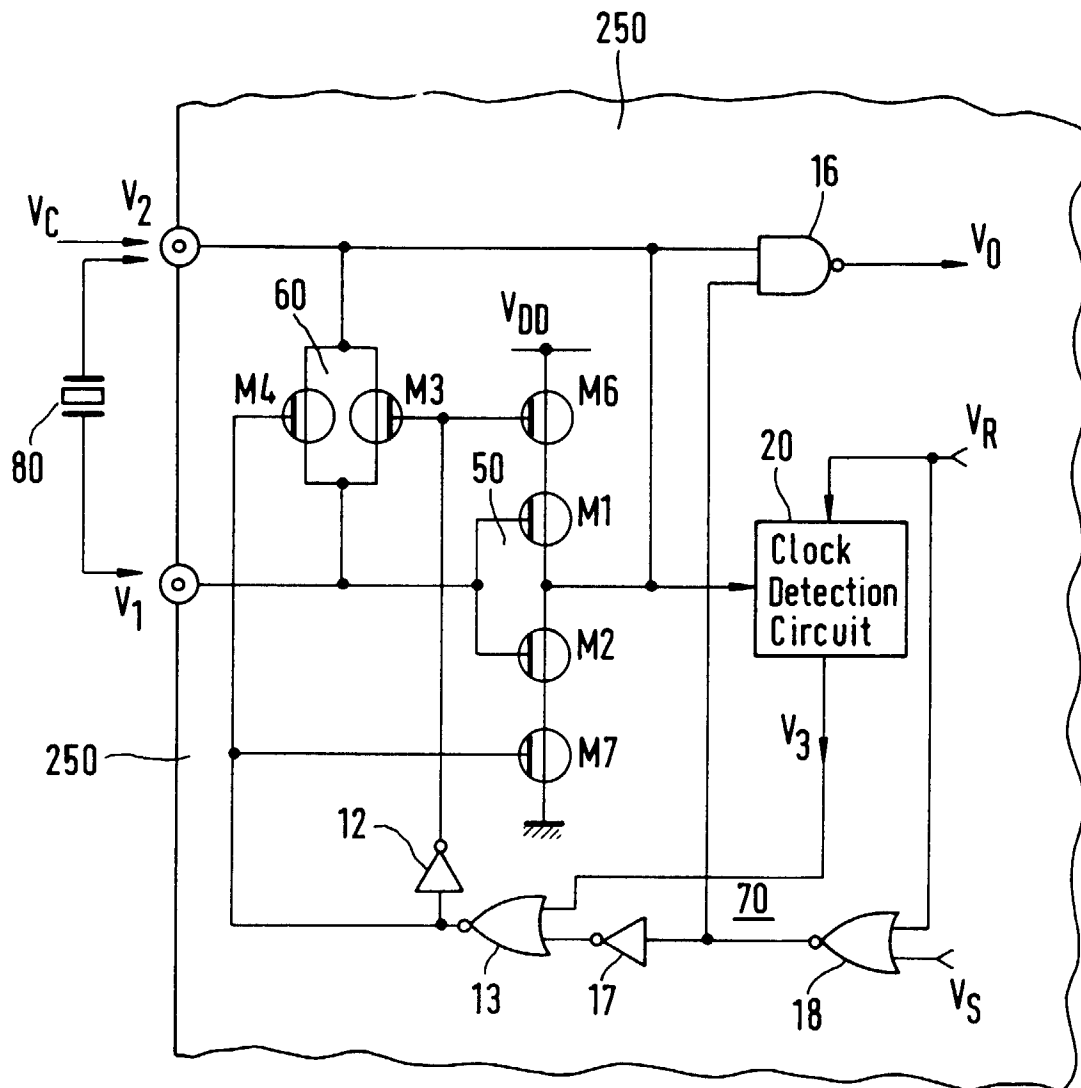 250
16
V_C
V_2
V_0
60
V_DD
M4
M3
M6
V_R
80
50
20
M1
Clock
Detection
Circuit
V_1
M2
V_3
250
M7
12
70
13
17
18
V_S